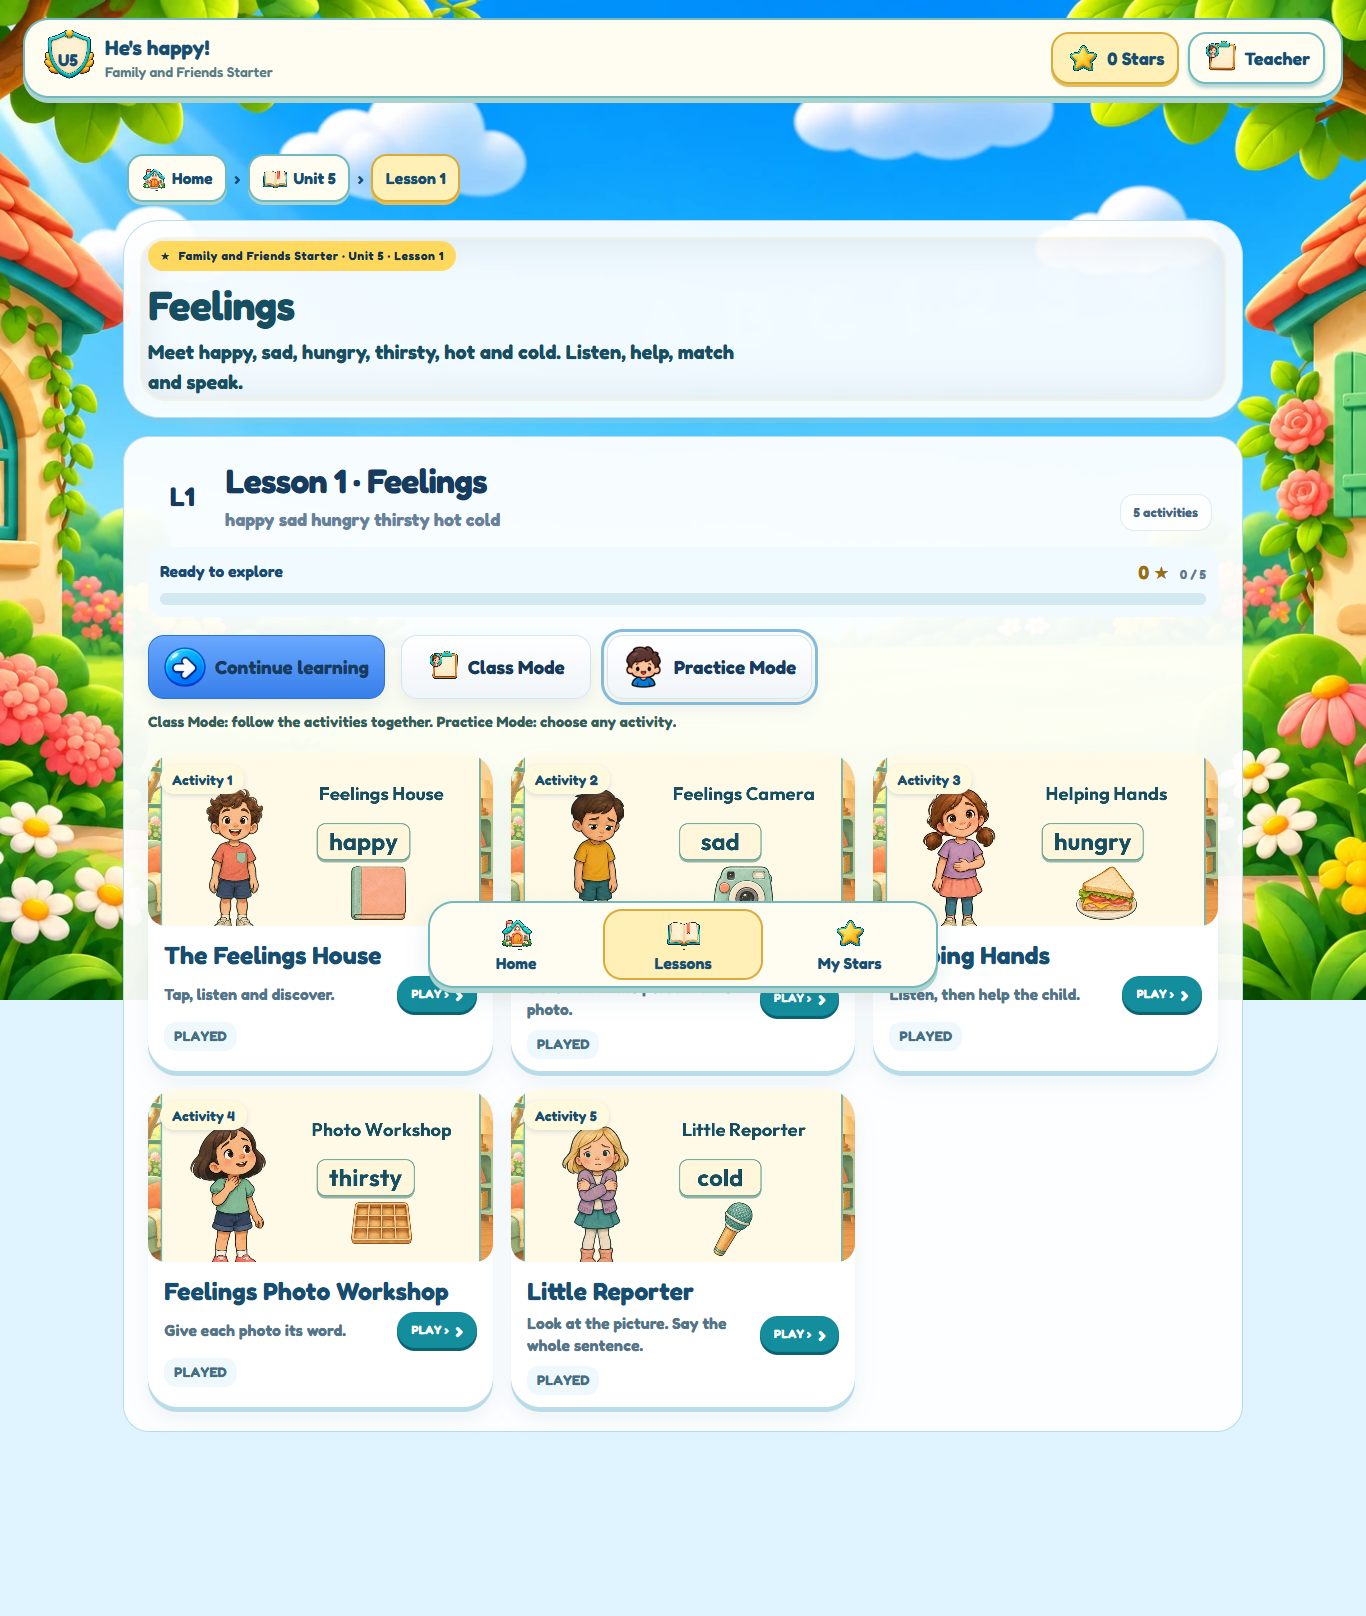 U5
He's happy!
Family and Friends Starter
0 Stars
Teacher
Home
›
Unit 5
›
Lesson 1
★ Family and Friends Starter · Unit 5 · Lesson 1
Feelings
Meet happy, sad, hungry, thirsty, hot and cold. Listen, help, match
and speak.
L1
Lesson 1 · Feelings
happy sad hungry thirsty hot cold
5 activities
Ready to explore
0 ★ 0 / 5
Continue learning
Class Mode
Practice Mode
Class Mode: follow the activities together. Practice Mode: choose any activity.
Activity 1
Feelings House
happy
The Feelings House
Tap, listen and discover.
PLAY › ›
PLAYED
Activity 2
Feelings Camera
sad
photo.
PLAY › ›
PLAYED
Activity 3
Helping Hands
hungry
ing Hands
Listen, then help the child.
PLAY › ›
PLAYED
Home
Lessons
My Stars
Activity 4
Photo Workshop
thirsty
Feelings Photo Workshop
Give each photo its word.
PLAY › ›
PLAYED
Activity 5
Little Reporter
cold
Little Reporter
Look at the picture. Say the
whole sentence.
PLAY › ›
PLAYED